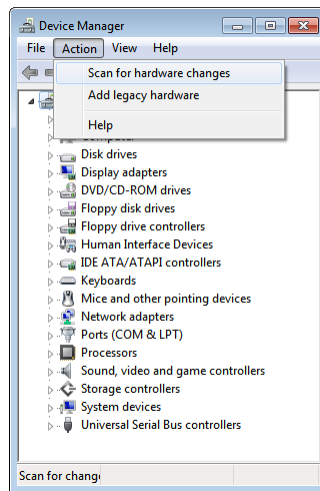 Device Manager
File Action View Help
Scan for hardware changes
Add legacy hardware
Help
Disk drives
Display adapters
DVD/CD-ROM drives
Floppy disk drives
Floppy drive controllers
Human Interface Devices
IDE ATA/ATAPI controllers
Keyboards
Mice and other pointing devices
Network adapters
Ports (COM & LPT)
Processors
Sound, video and game controllers
Storage controllers
System devices
Universal Serial Bus controllers
Scan for chang